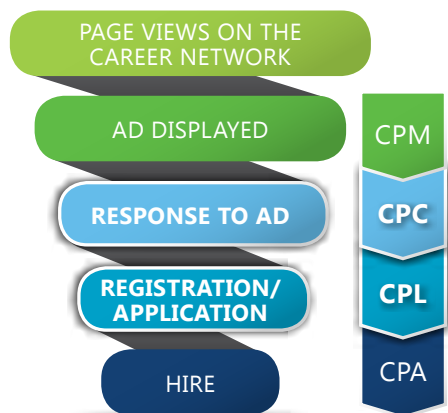 PAGE VIEWS ON THE
CAREER NETWORK
AD DISPLAYED
CPM
RESPONSE TO AD
CPC
REGISTRATION/
APPLICATION
CPL
HIRE
CPA